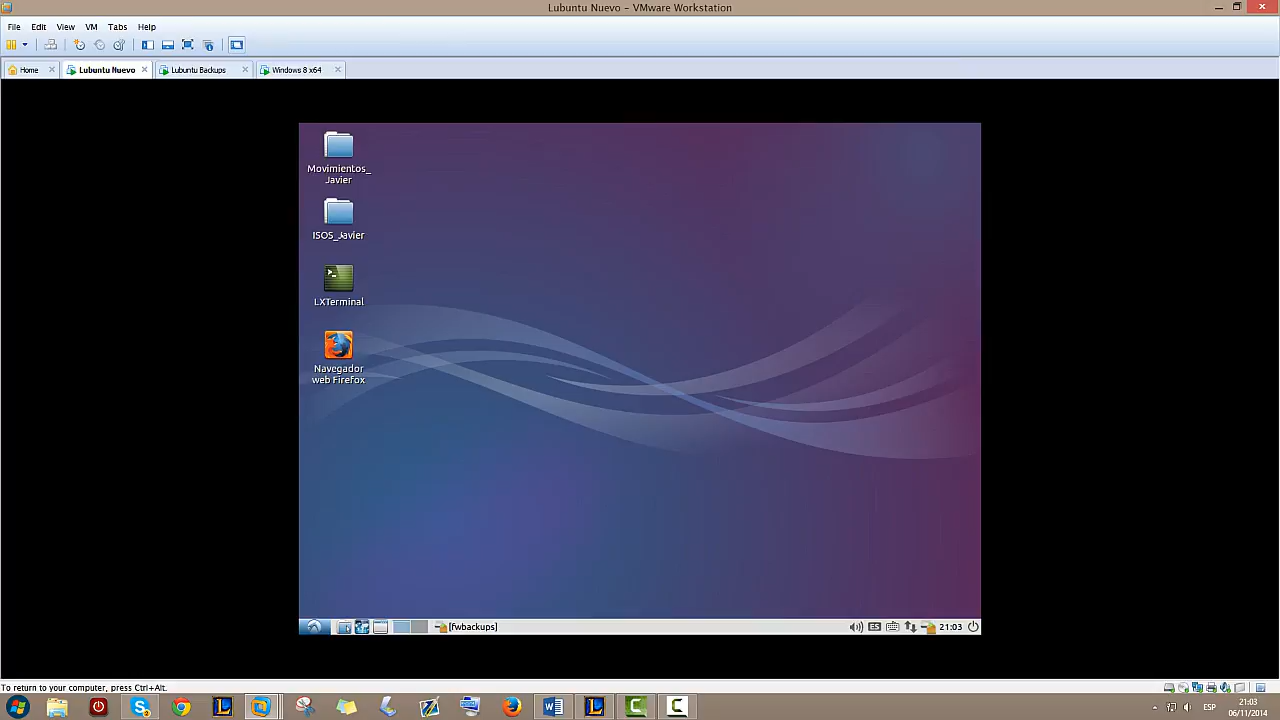 Lubuntu Nuevo - VMware Workstation
File Edit View VM Tabs Help
Home Lubuntu Nuevo Lubuntu Backups Windows 8 x64
Movimientos_
Javier
ISOS_Javier
LXTerminal
Navegador
web Firefox
[fwbackups] ES 21:03
To return to your computer, press Ctrl+Alt.
ESP
21:03
06/11/2014